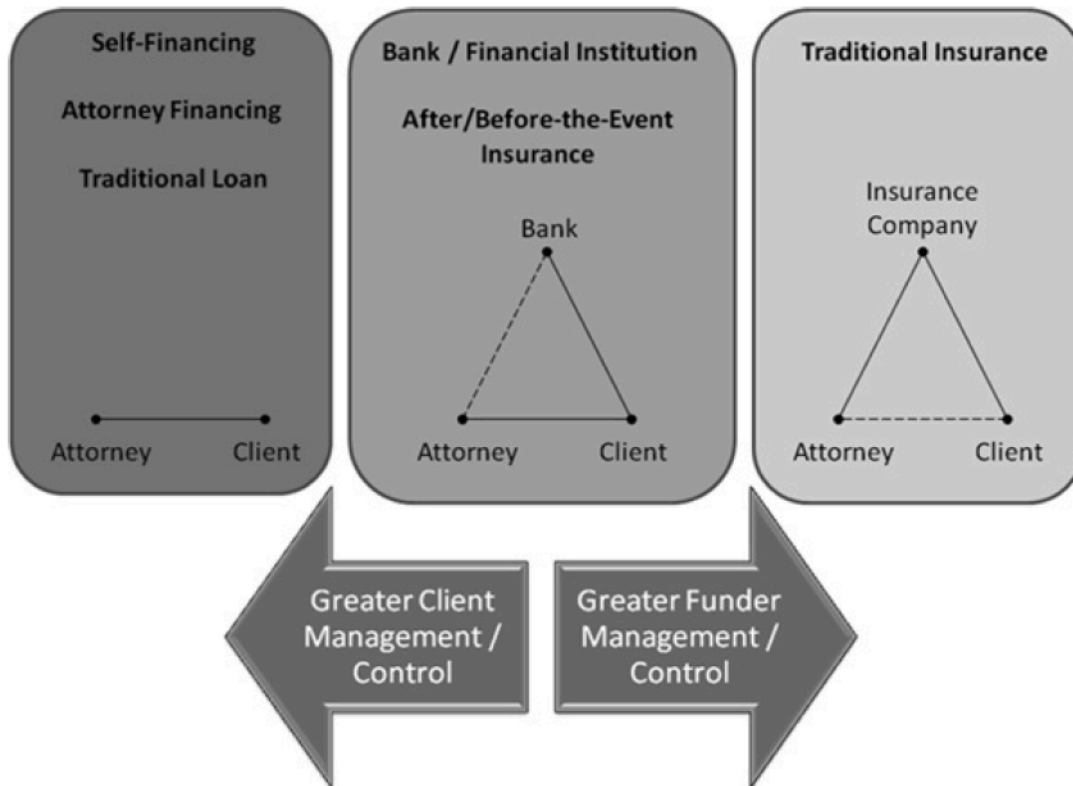 Self-Financing
Attorney Financing
Traditional Loan
Attorney
Client
Bank / Financial Institution
After/Before-the-Event
Insurance
Bank
Attorney
Client
Traditional Insurance
Insurance
Company
Attorney
Client
Greater Client
Management /
Control
Greater Funder
Management /
Control